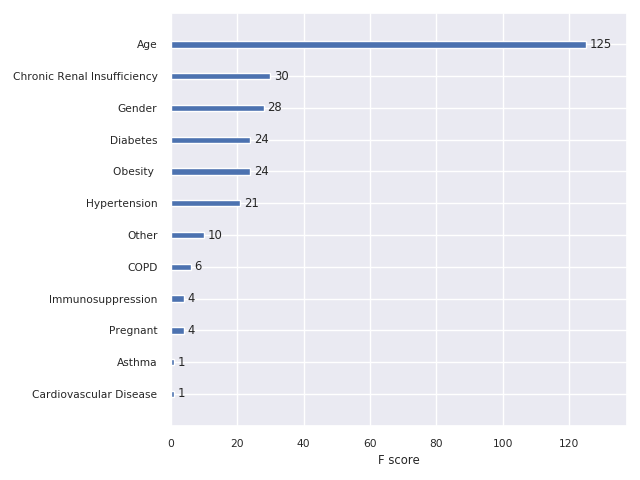 Age 125
Chronic Renal Insufficiency 30
Gender 28
Diabetes 24
Obesity 24
Hypertension 21
Other 10
COPD 6
Immunosuppression 4
Pregnant 4
Asthma 1
Cardiovascular Disease 1
0 20 40 60 80 100 120
F score